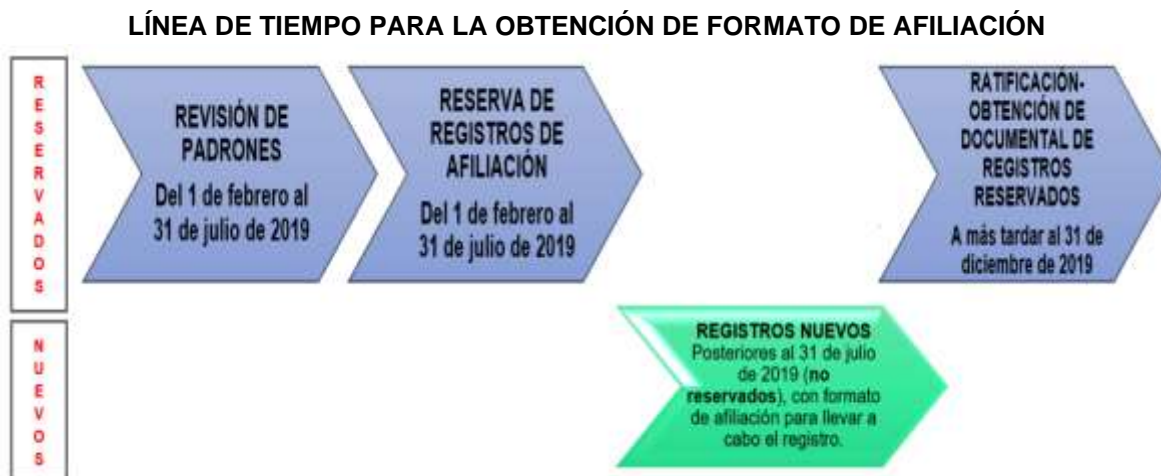 LÍNEA DE TIEMPO PARA LA OBTENCIÓN DE FORMATO DE AFILIACIÓN
RESERVADOS
REVISIÓN DE
PADRONES
Del 1 de febrero al
31 de julio de 2019
RESERVA DE
REGISTROS DE
AFILIACIÓN
Del 1 de febrero al
31 de julio de 2019
RATIFICACIÓN-
OBTENCIÓN DE
DOCUMENTAL DE
REGISTROS
RESERVADOS
A más tardar al 31 de
diciembre de 2019
NUEVOS
REGISTROS NUEVOS
Posteriores al 31 de julio
de 2019 (no
reservados), con formato
de afiliación para llevar a
cabo el registro.